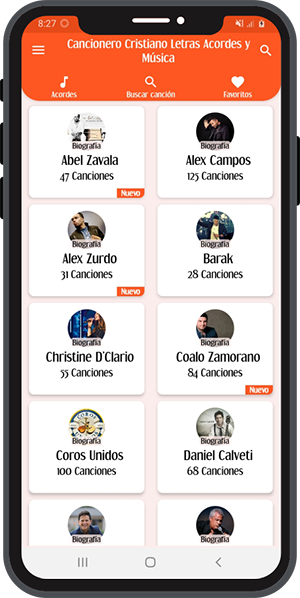 8:27
Cancionero Cristiano Letras Acordes y
Música
Acordes
Buscar canción
Favoritos
Biografía
Abel Zavala
47 Canciones
Nuevo
Biografía
Alex Campos
125 Canciones
Biografía
Alex Zurdo
31 Canciones
Nuevo
Biografía
Barak
28 Canciones
Biografía
Christine D'Clario
55 Canciones
Biografía
Coalo Zamorano
84 Canciones
Nuevo
COROS
Biografía
Coros Unidos
100 Canciones
Biografía
Daniel Calveti
68 Canciones
Biografía
Biografía